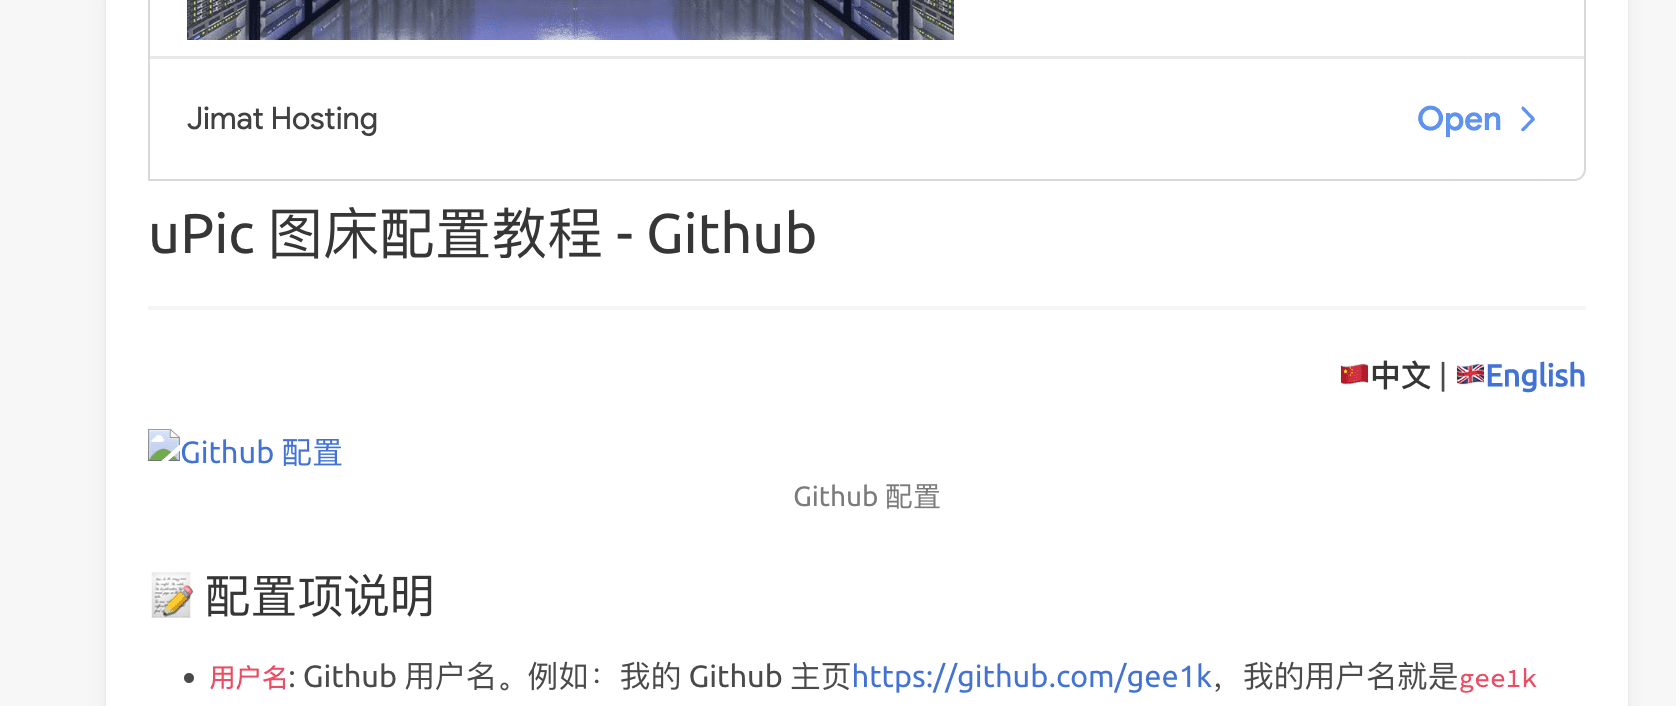 Jimat Hosting
Open
uPic 图床配置教程 - Github
🇨🇳中文 | 🇬🇧English
Github 配置
Github 配置
📝 配置项说明
• 用户名: Github 用户名。例如：我的 Github 主页https://github.com/gee1k，我的用户名就是gee1k